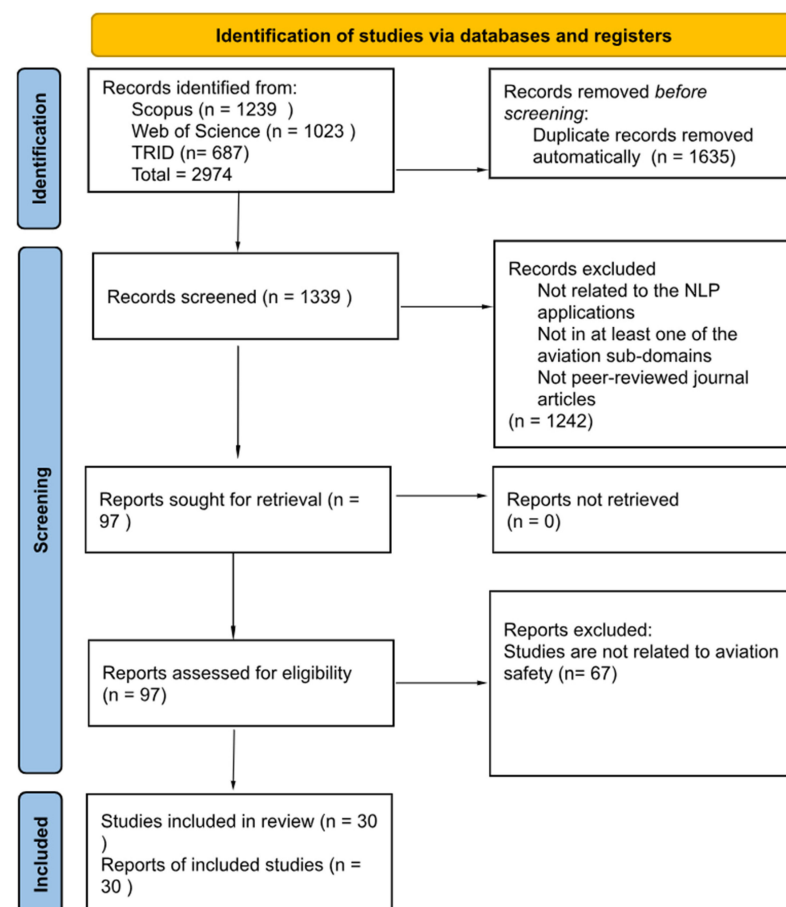 Identification of studies via databases and registers
Identification
Records identified from:
Scopus (n = 1239 )
Web of Science (n = 1023 )
TRID (n= 687)
Total = 2974
Records removed before
screening:
Duplicate records removed
automatically (n = 1635)
Screening
Records screened (n = 1339 )
Records excluded
Not related to the NLP
applications
Not in at least one of the
aviation sub-domains
Not peer-reviewed journal
articles
(n = 1242)
Reports sought for retrieval (n =
97 )
Reports not retrieved
(n = 0)
Reports assessed for eligibility
(n = 97)
Reports excluded:
Studies are not related to aviation
safety (n= 67)
Included
Studies included in review (n = 30
)
Reports of included studies (n =
30 )